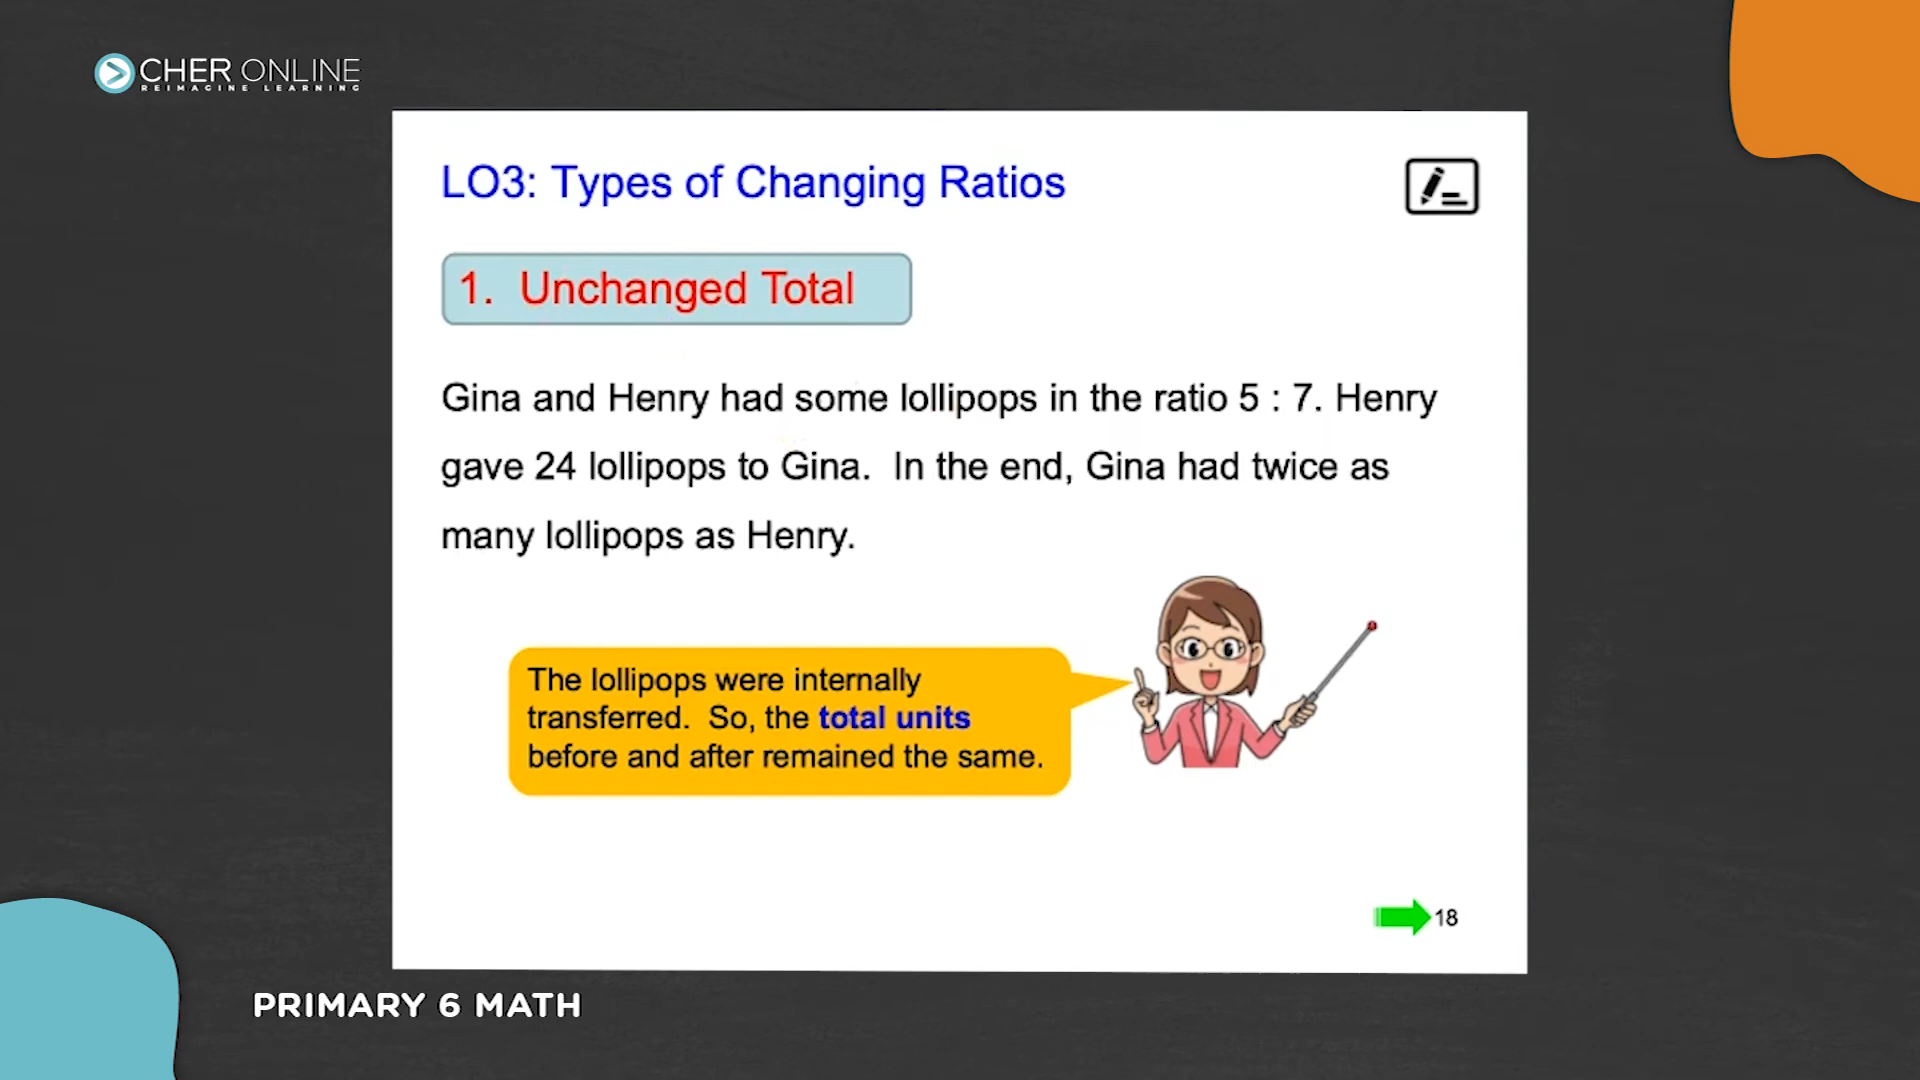 CHER ONLINE
REIMAGINE LEARNING
LO3: Types of Changing Ratios
1. Unchanged Total
Gina and Henry had some lollipops in the ratio 5 : 7. Henry
gave 24 lollipops to Gina. In the end, Gina had twice as
many lollipops as Henry.
The lollipops were internally
transferred. So, the total units
before and after remained the same.
18
PRIMARY 6 MATH